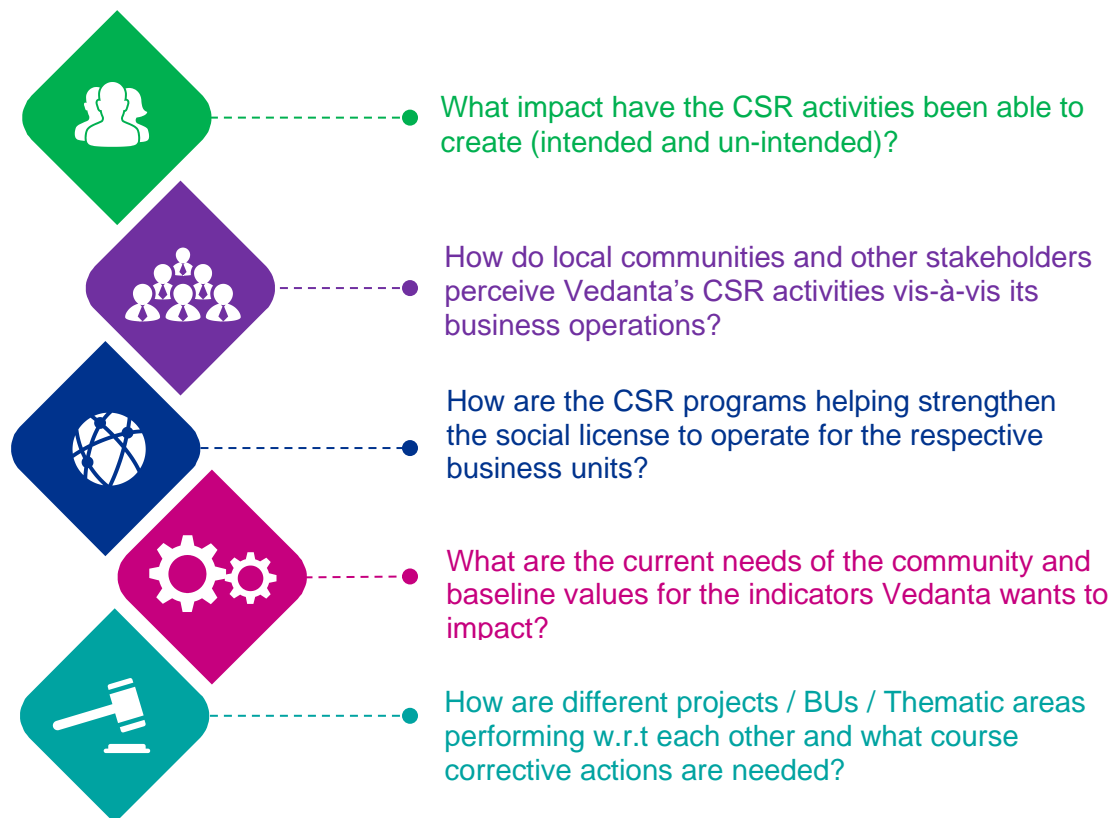 What impact have the CSR activities been able to
create (intended and un-intended)?
How do local communities and other stakeholders
perceive Vedanta’s CSR activities vis-à-vis its
business operations?
How are the CSR programs helping strengthen
the social license to operate for the respective
business units?
What are the current needs of the community and
baseline values for the indicators Vedanta wants to
impact?
How are different projects / BUs / Thematic areas
performing w.r.t each other and what course
corrective actions are needed?